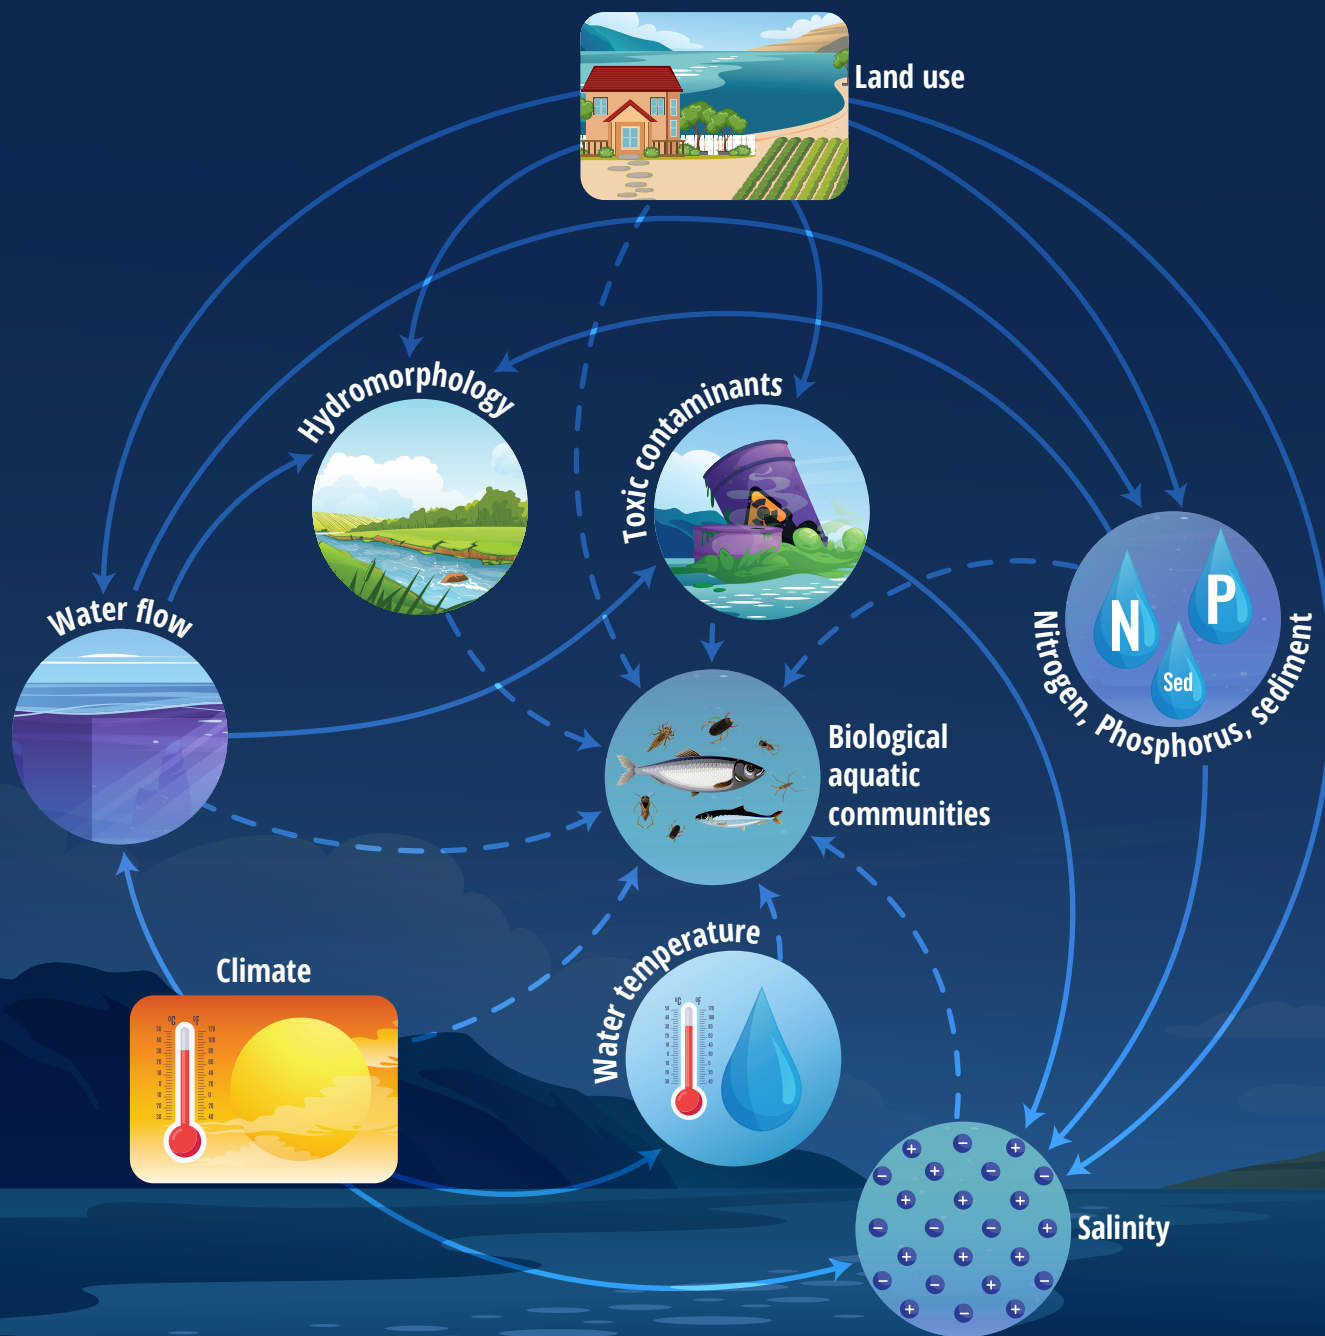 Land use
Hydromorphology
Toxic contaminants
Water flow
N
P
Sed
Nitrogen, Phosphorus, sediment
Biological
aquatic
communities
Climate
°C °F
Water temperature
°C °F
Salinity